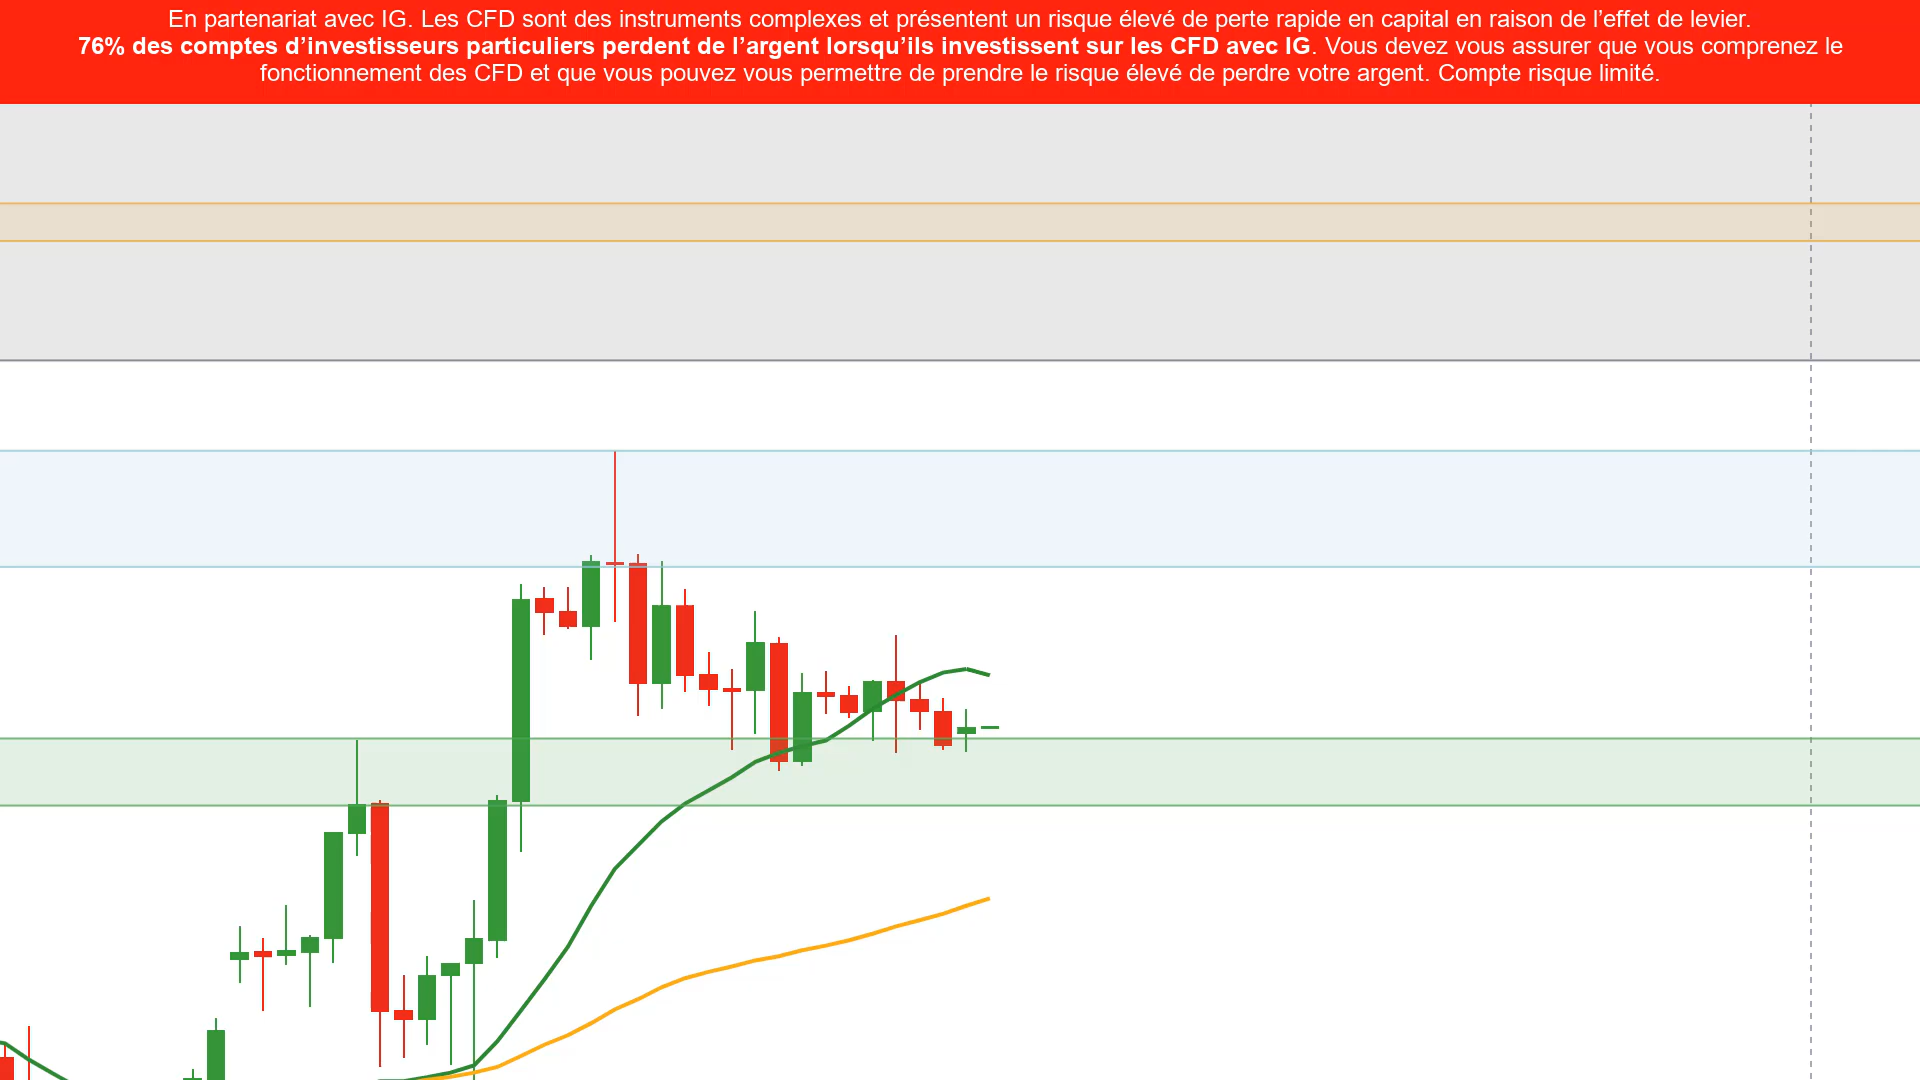 En partenariat avec IG. Les CFD sont des instruments complexes et présentent un risque élevé de perte rapide en capital en raison de l’effet de levier.
76% des comptes d’investisseurs particuliers perdent de l’argent lorsqu’ils investissent sur les CFD avec IG. Vous devez vous assurer que vous comprenez le
fonctionnement des CFD et que vous pouvez vous permettre de prendre le risque élevé de perdre votre argent. Compte risque limité.